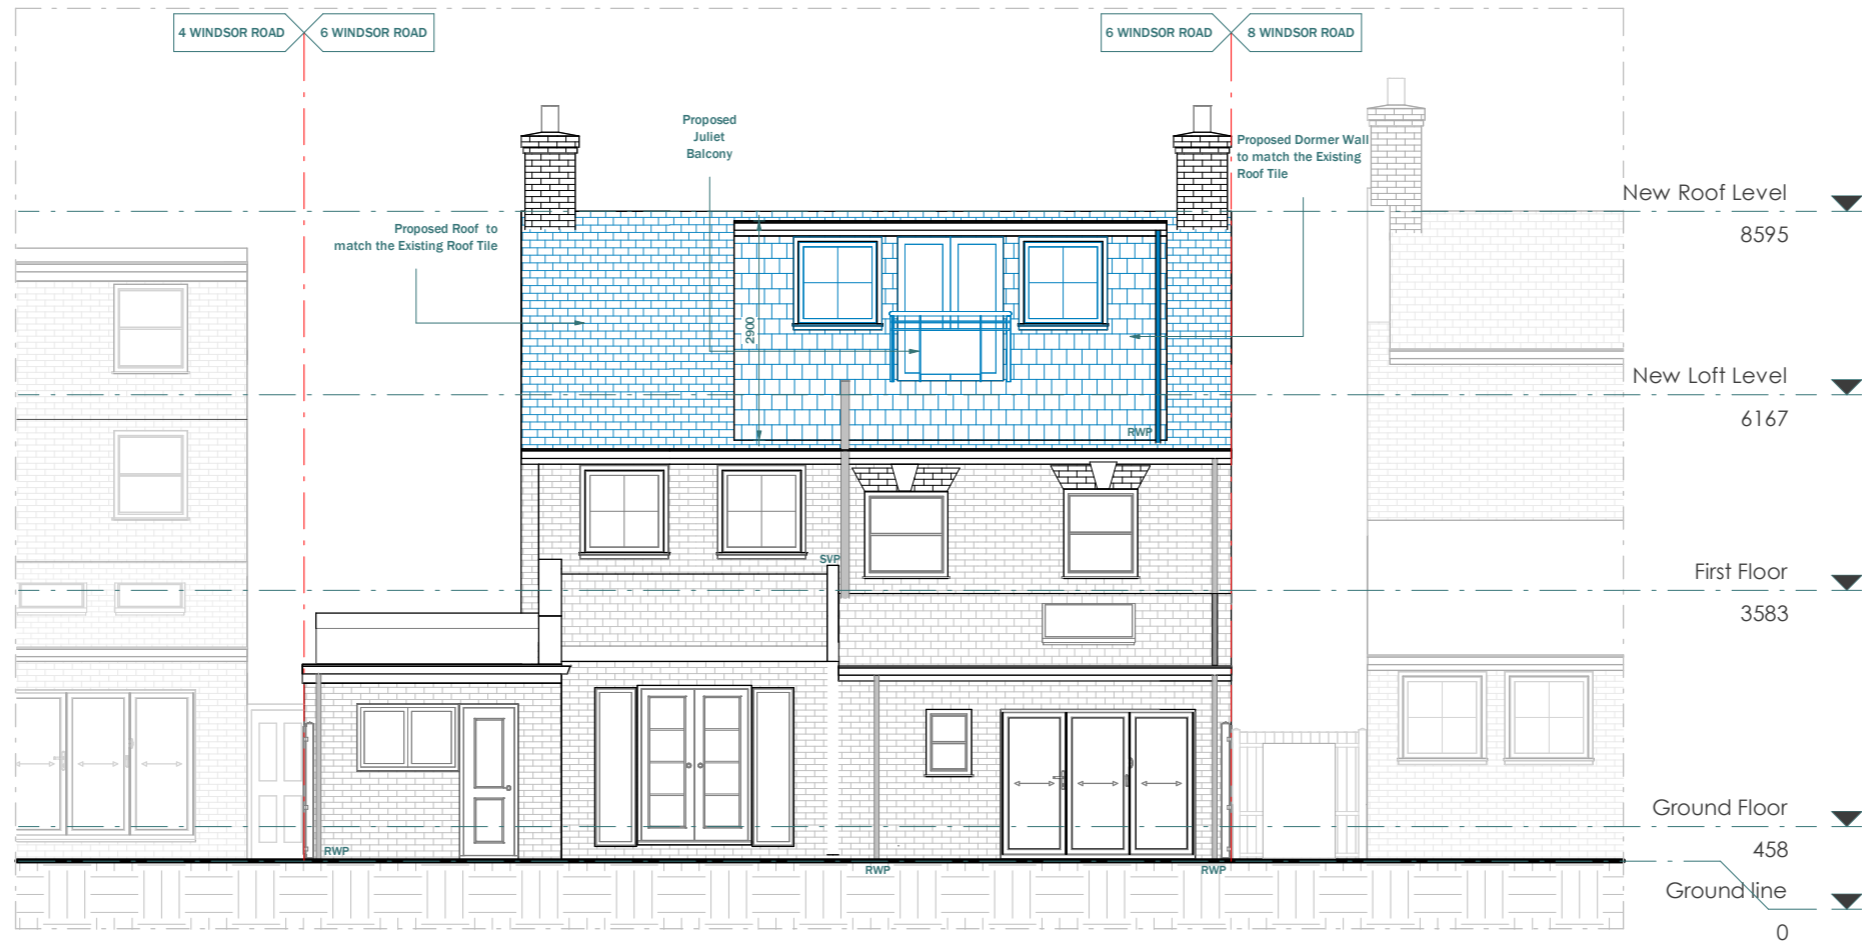 4 WINDSOR ROAD
6 WINDSOR ROAD
6 WINDSOR ROAD
8 WINDSOR ROAD
Proposed
Juliet
Balcony
Proposed Dormer Wall
to match the Existing
Roof Tile
Proposed Roof to
match the Existing Roof Tile
2900
RWP
SVP
RWP
RWP
RWP
New Roof Level
8595
New Loft Level
6167
First Floor
3583
Ground Floor
458
Ground line
0